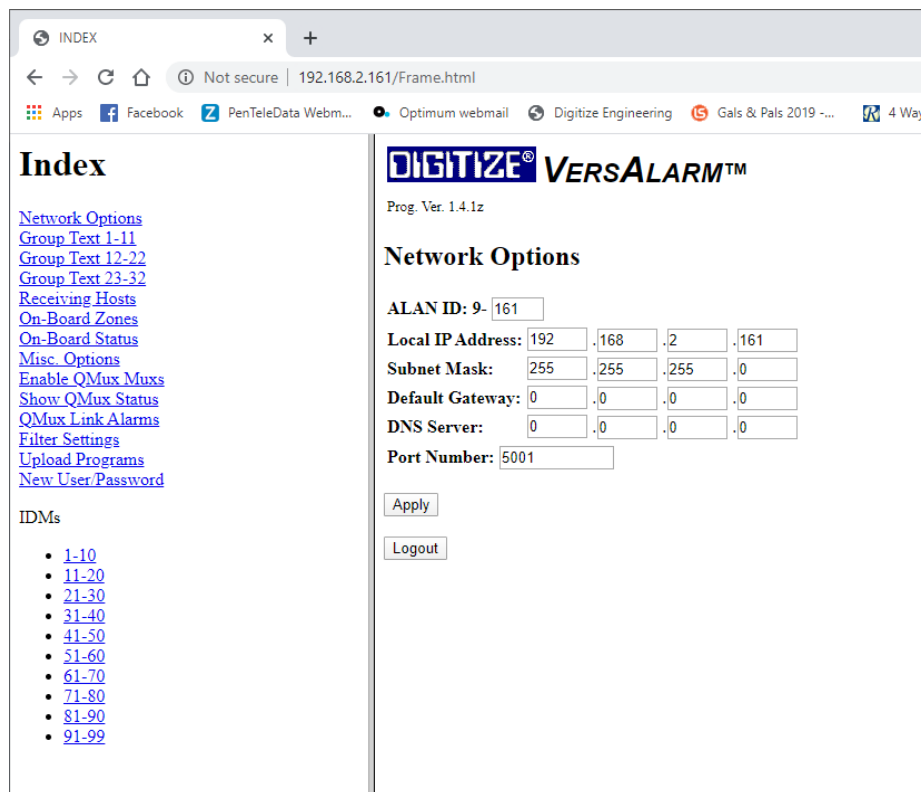 INDEX
Not secure | 192.168.2.161/Frame.html
Apps Facebook PenTeleData Webm... Optimum webmail Digitize Engineering Gals & Pals 2019 -... 4 Way
Index
Network Options
Group Text 1-11
Group Text 12-22
Group Text 23-32
Receiving Hosts
On-Board Zones
On-Board Status
Misc. Options
Enable QMux Muxs
Show QMux Status
QMux Link Alarms
Filter Settings
Upload Programs
New User/Password
IDMs
1-10
11-20
21-30
31-40
41-50
51-60
61-70
71-80
81-90
91-99
DIGITIZE® VERSALARM™
Prog. Ver. 1.4.1z
Network Options
ALAN ID: 9- 161
Local IP Address: 192 .168 .2 .161
Subnet Mask: 255 .255 .255 .0
Default Gateway: 0 .0 .0 .0
DNS Server: 0 .0 .0 .0
Port Number: 5001
Apply
Logout